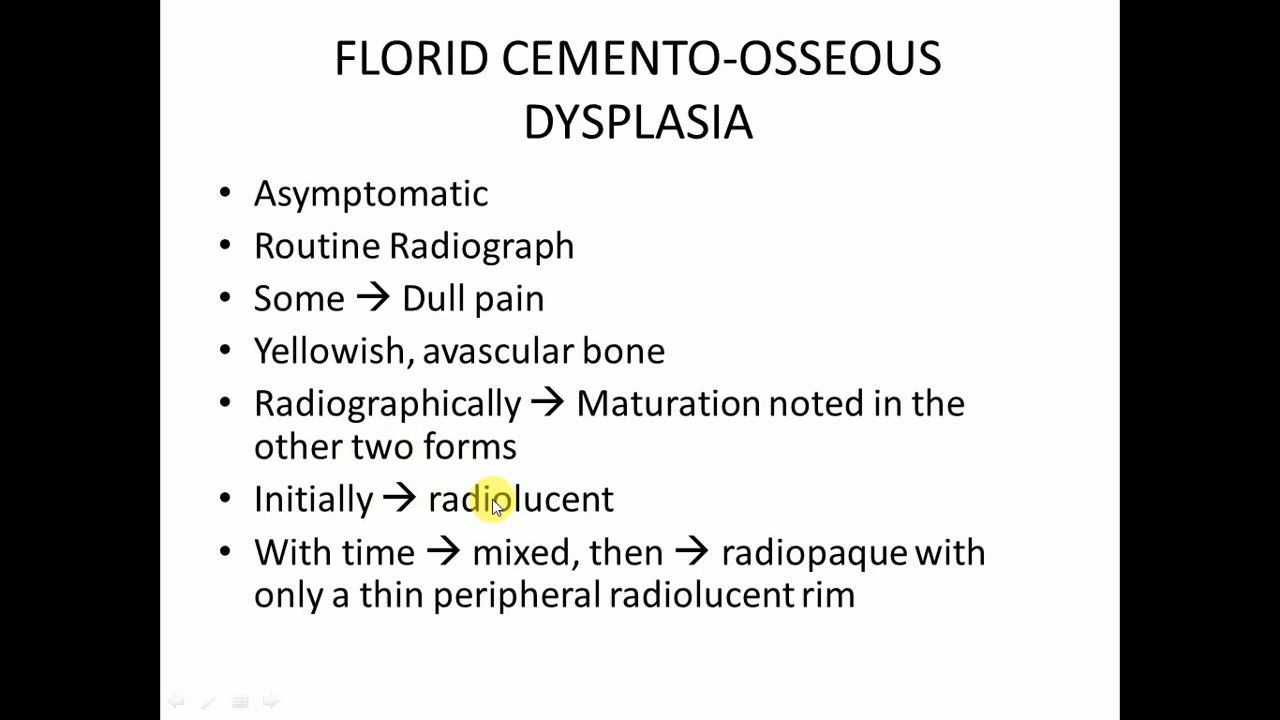 FLORID CEMENTO-OSSEOUS
DYSPLASIA
• Asymptomatic
• Routine Radiograph
• Some → Dull pain
• Yellowish, avascular bone
• Radiographically → Maturation noted in the
other two forms
• Initially → radiolucent
• With time → mixed, then → radiopaque with
only a thin peripheral radiolucent rim